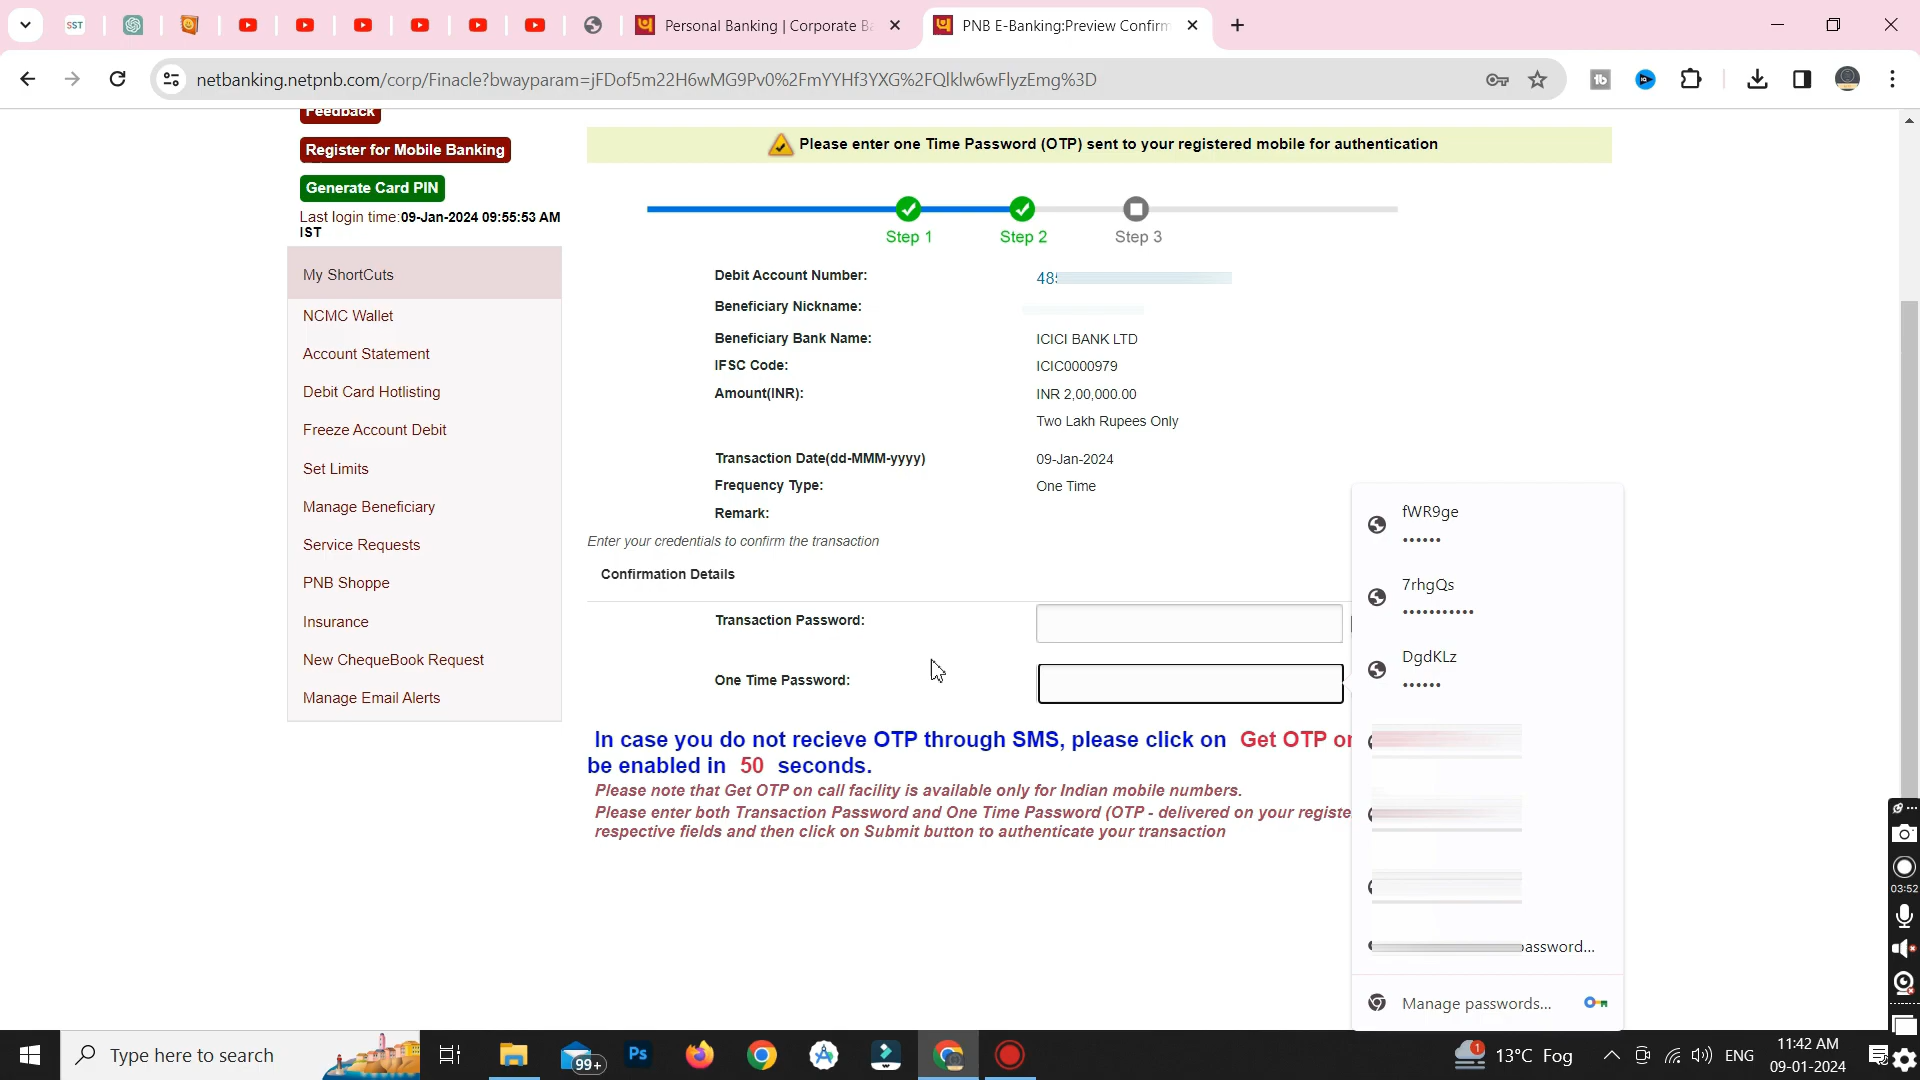 SST
Personal Banking | Corporate Ba
PNB E-Banking:Preview Confirm
netbanking.netpnb.com/corp/Finacle?bwayparam=jFDof5m22H6wMG9Pv0%2FmYYHf3YXG%2FQlklw6wFlyzEmg%3D
Feedback
Register for Mobile Banking
Generate Card PIN
Last login time:09-Jan-2024 09:55:53 AM
IST
My ShortCuts
NCMC Wallet
Account Statement
Debit Card Hotlisting
Freeze Account Debit
Set Limits
Manage Beneficiary
Service Requests
PNB Shoppe
Insurance
New ChequeBook Request
Manage Email Alerts
Please enter one Time Password (OTP) sent to your registered mobile for authentication
Step 1 Step 2 Step 3
Debit Account Number: 48
Beneficiary Nickname:
Beneficiary Bank Name: ICICI BANK LTD
IFSC Code: ICIC0000979
Amount(INR): INR 2,00,000.00
Two Lakh Rupees Only
Transaction Date(dd-MMM-yyyy) 09-Jan-2024
Frequency Type: One Time
Remark:
Enter your credentials to confirm the transaction
Confirmation Details
Transaction Password:
One Time Password:
In case you do not recieve OTP through SMS, please click on Get OTP or
be enabled in 50 seconds.
Please note that Get OTP on call facility is available only for Indian mobile numbers.
Please enter both Transaction Password and One Time Password (OTP - delivered on your registe
respective fields and then click on Submit button to authenticate your transaction
fWR9ge
••••••
7rhgQs
•••••••••••
DgdKLz
••••••
password...
Manage passwords...
03:52
Type here to search
99+
Ps
1
13°C Fog
ENG
11:42 AM
09-01-2024